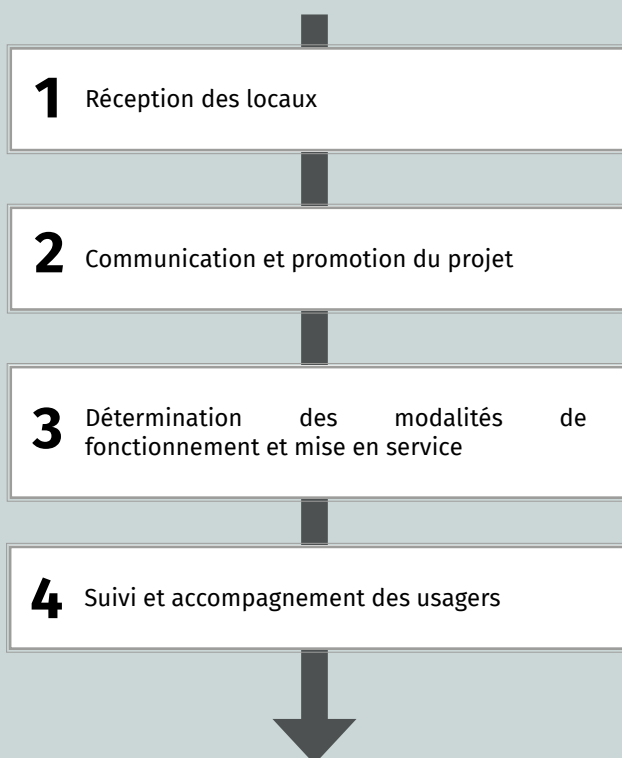 1 Réception des locaux
2 Communication et promotion du projet
3 Détermination des modalités de
fonctionnement et mise en service
4 Suivi et accompagnement des usagers